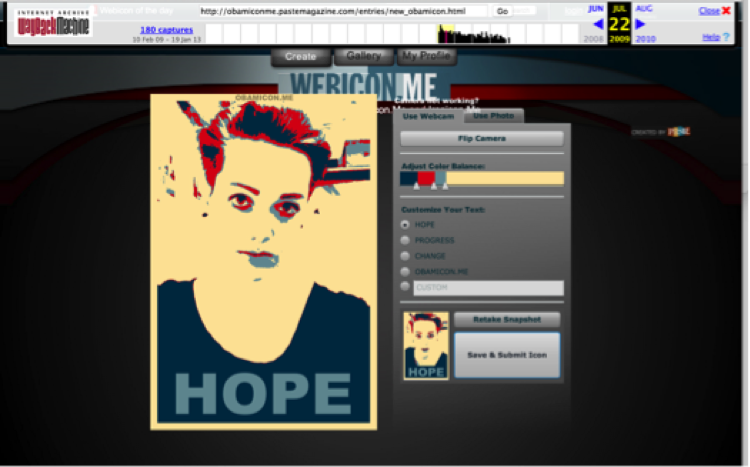 INTERNET ARCHIVE
http://obamiconme.pastemagazine.com/entries/new_obamicon.html
Go
JUN
JUL
AUG
Close
WayBackMachine
180 captures
10 Feb 09 - 19 Jan 13
22
2008
2009
2010
Help ?
Create
Gallery
My Profile
WEBICON.ME
OBAMICON.ME
Camera not working?
Use Webcam
Use Photo
Flip Camera
CREATED BY
Adjust Color Balance:
Customize Your Text:
HOPE
PROGRESS
CHANGE
OBAMICON.ME
CUSTOM
Retake Snapshot
Save & Submit Icon
HOPE
HOPE